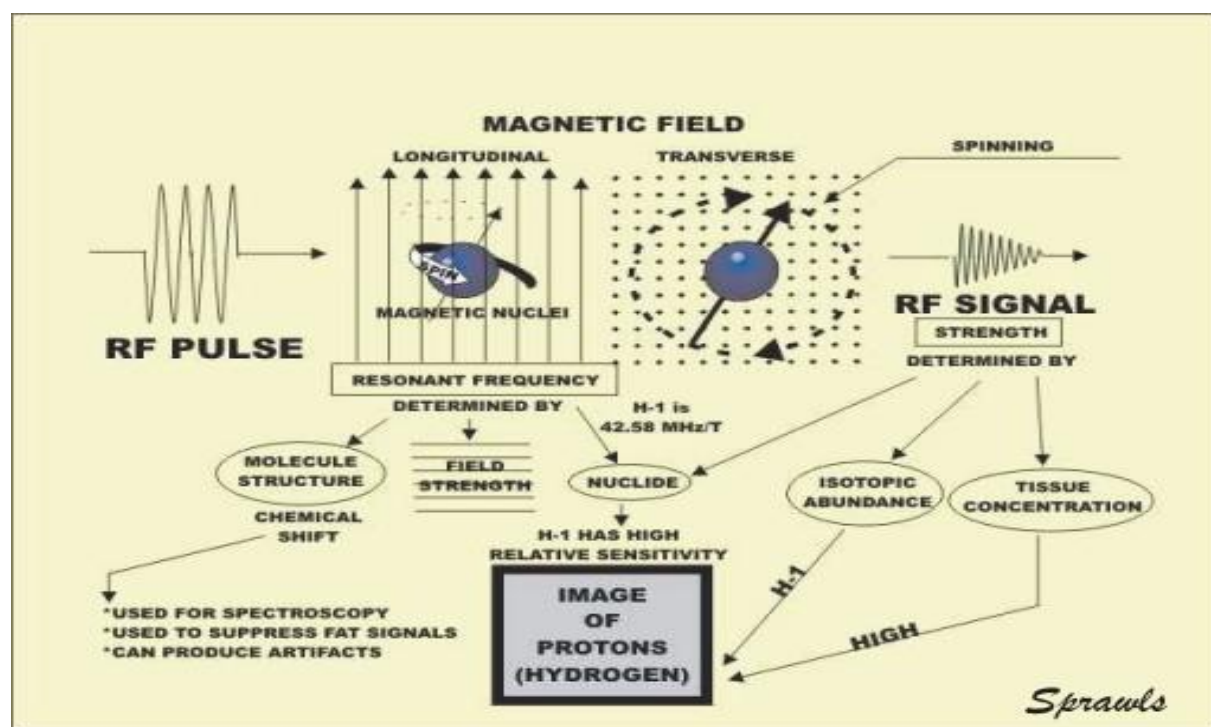 MAGNETIC FIELD
LONGITUDINAL
TRANSVERSE
SPINNING
SPIN
MAGNETIC NUCLEI
RF PULSE
RF SIGNAL
STRENGTH
DETERMINED BY
RESONANT FREQUENCY
DETERMINED BY
H-1 is
42.58 MHz/T
MOLECULE
STRUCTURE
FIELD
STRENGTH
NUCLIDE
ISOTOPIC
ABUNDANCE
TISSUE
CONCENTRATION
CHEMICAL
SHIFT
H-1 HAS HIGH
RELATIVE SENSITIVITY
H-1
HIGH
IMAGE
OF
PROTONS
(HYDROGEN)
*USED FOR SPECTROSCOPY
*USED TO SUPPRESS FAT SIGNALS
*CAN PRODUCE ARTIFACTS
Sprawls